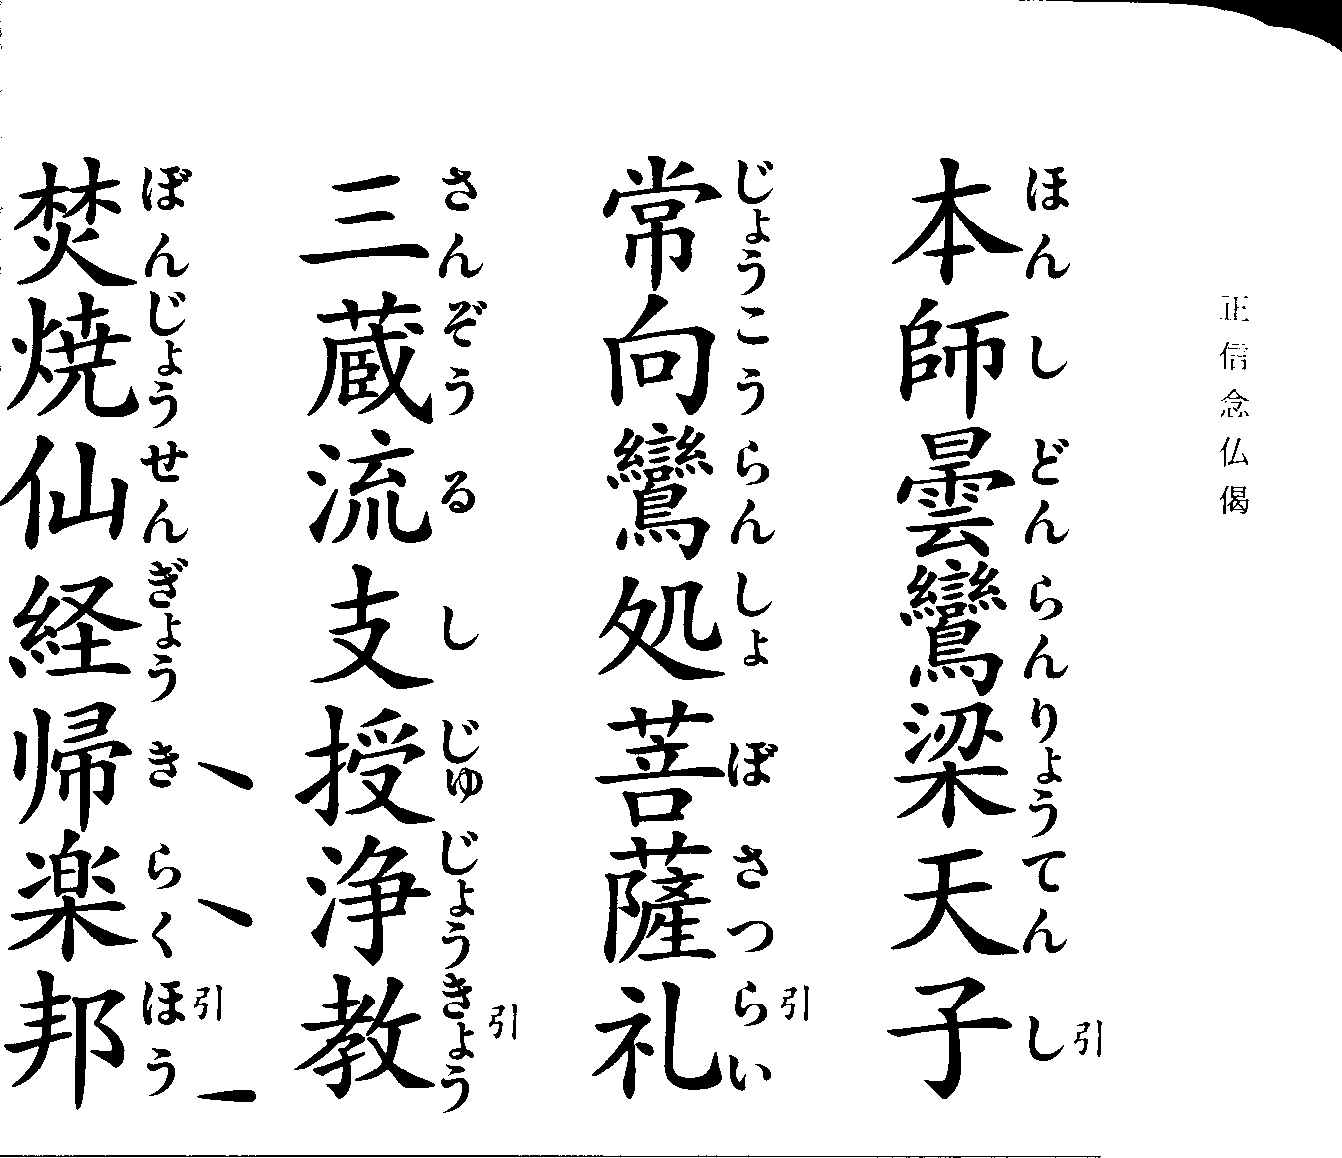 正信念仏偈
本師曇鸞梁天子
ほんしどんらんりょうてんし引
常向鸞処菩薩礼
じょうこうらんしょぼさつらい引
三蔵流支授浄教
さんぞうるしじゅじょうきょう引
焚焼仙経帰楽邦
ぼんじょうせんぎょうきらくほう引